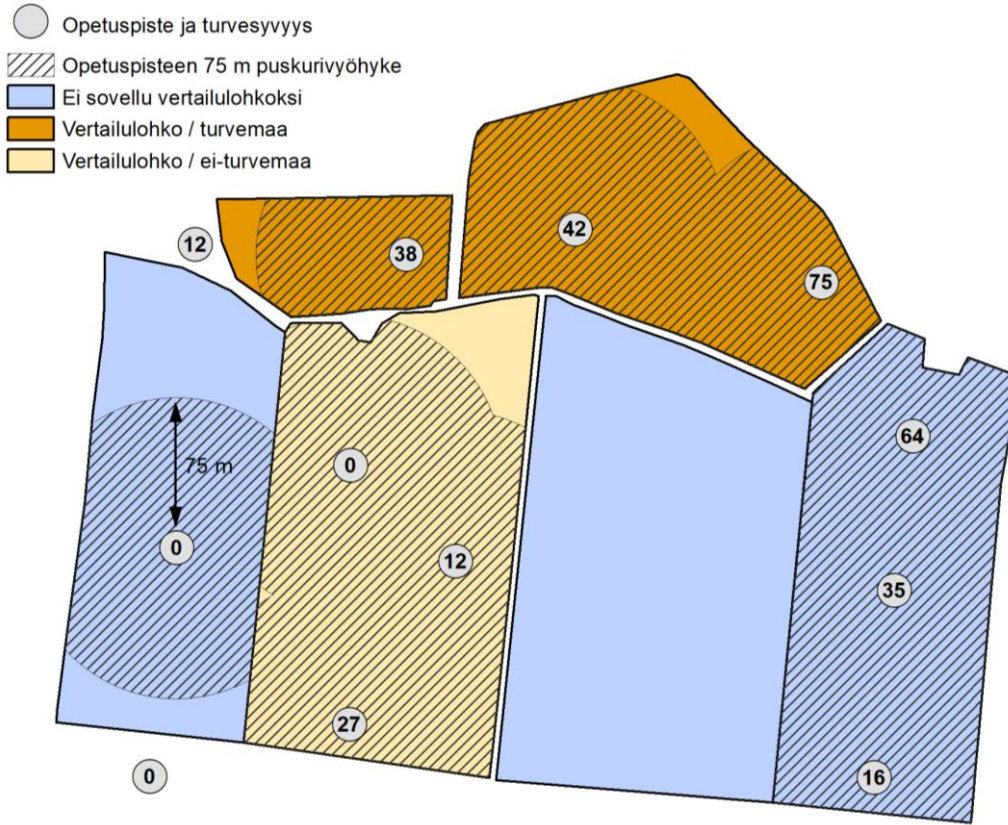 Opetuspiste ja turvesyvyys
Opetuspisteen 75 m puskurivyöhyke
Ei sovellu vertailulohkoksi
Vertailulohko / turvemaa
Vertailulohko / ei-turvemaa
12
38
42
75
64
75 m
0
0
12
35
27
0
16